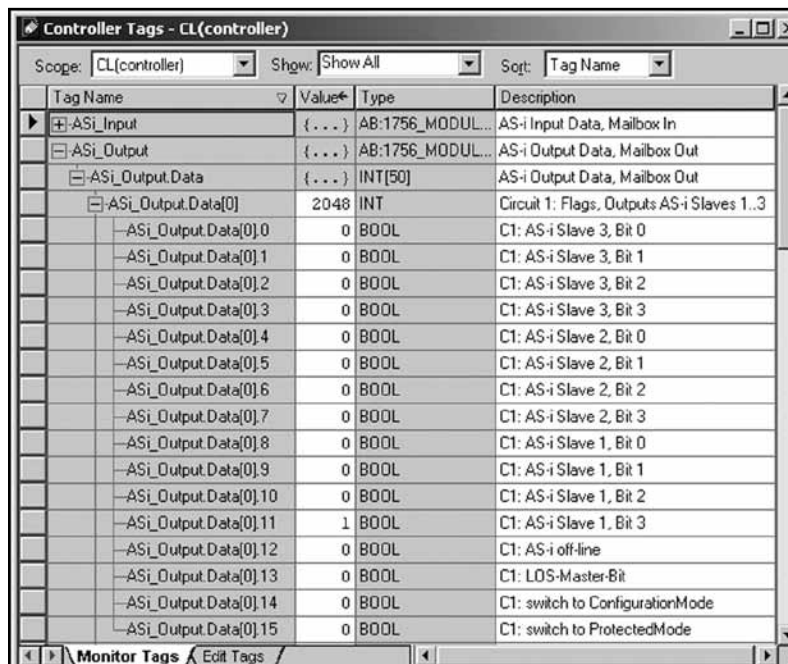 Controller Tags - CL(controller)
Scope: CL(controller) Show: Show All Sort: Tag Name
Tag Name Value Type Description
ASi_Input {...} AB:1756_MODUL... AS-i Input Data, Mailbox In
ASi_Output {...} AB:1756_MODUL... AS-i Output Data, Mailbox Out
ASi_Output.Data {...} INT[50] AS-i Output Data, Mailbox Out
ASi_Output.Data[0] 2048 INT Circuit 1: Flags, Outputs AS-i Slaves 1..3
ASi_Output.Data[0].0 0 BOOL C1: AS-i Slave 3, Bit 0
ASi_Output.Data[0].1 0 BOOL C1: AS-i Slave 3, Bit 1
ASi_Output.Data[0].2 0 BOOL C1: AS-i Slave 3, Bit 2
ASi_Output.Data[0].3 0 BOOL C1: AS-i Slave 3, Bit 3
ASi_Output.Data[0].4 0 BOOL C1: AS-i Slave 2, Bit 0
ASi_Output.Data[0].5 0 BOOL C1: AS-i Slave 2, Bit 1
ASi_Output.Data[0].6 0 BOOL C1: AS-i Slave 2, Bit 2
ASi_Output.Data[0].7 0 BOOL C1: AS-i Slave 2, Bit 3
ASi_Output.Data[0].8 0 BOOL C1: AS-i Slave 1, Bit 0
ASi_Output.Data[0].9 0 BOOL C1: AS-i Slave 1, Bit 1
ASi_Output.Data[0].10 0 BOOL C1: AS-i Slave 1, Bit 2
ASi_Output.Data[0].11 1 BOOL C1: AS-i Slave 1, Bit 3
ASi_Output.Data[0].12 0 BOOL C1: AS-i off-line
ASi_Output.Data[0].13 0 BOOL C1: LOS-Master-Bit
ASi_Output.Data[0].14 0 BOOL C1: switch to ConfigurationMode
ASi_Output.Data[0].15 0 BOOL C1: switch to ProtectedMode
Monitor Tags Edit Tags